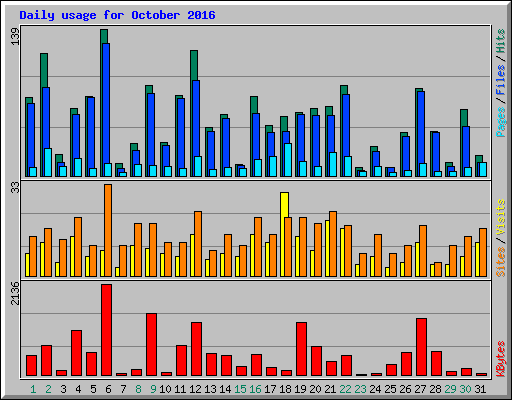 Daily usage for October 2016
139
33
2136
Pages / Files / Hits
Sites / Visits
KBytes
1 2 3 4 5 6 7 8 9 10 11 12 13 14 15 16 17 18 19 20 21 22 23 24 25 26 27 28 29 30 31